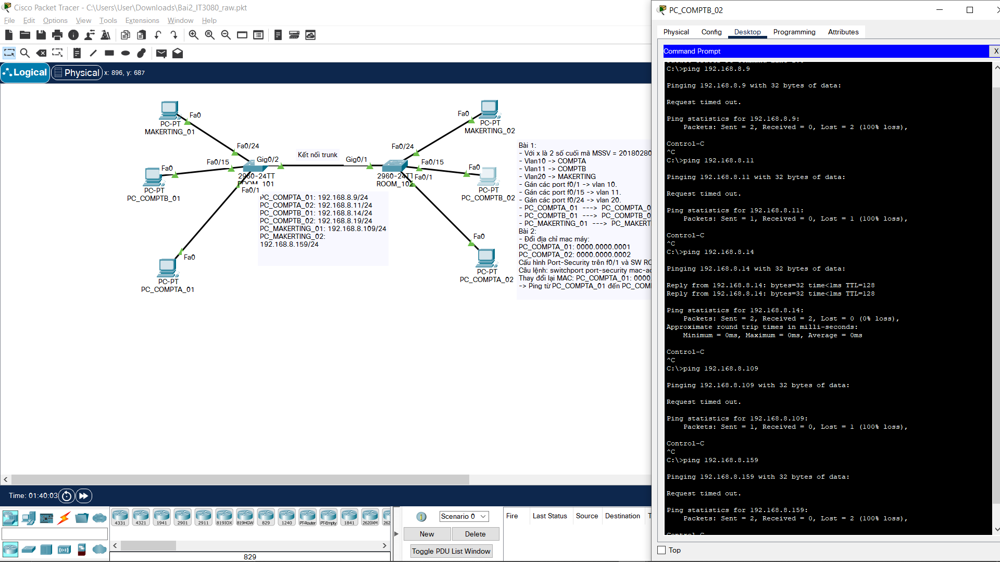 Cisco Packet Tracer - C:\Users\User\Downloads\Bai2_IT3080_raw.pkt
File Edit Options View Tools Extensions Window Help
Logical
Physical
x: 896, y: 687
Fa0
PC-PT
MAKERTING_01
Fa0/24
Fa0/15
Gig0/2
Fa0
PC-PT
PC_COMPTB_01
2960-24TT
ROOM_101
Fa0/1
Kết nối trunk
Gig0/1
Fa0
PC-PT
PC_COMPTA_01
PC_COMPTA_01: 192.168.8.9/24
PC_COMPTA_02: 192.168.8.11/24
PC_COMPTB_01: 192.168.8.14/24
PC_COMPTB_02: 192.168.8.19/24
PC_MAKERTING_01: 192.168.8.109/24
PC_MAKERTING_02:
192.168.8.159/24
Fa0
PC-PT
MAKERTING_02
Fa0/24
Fa0/15
Fa0
2960-24TT
Fa0/1
ROOM_102
PC-PT
PC_COMPTB_02
Fa0
PC-PT
PC_COMPTA_02
Bài 1:
- Với x là 2 số cuối mã MSSV = 20180280
- Vlan10 -> COMPTA
- Vlan11 -> COMPTB
- Vlan20 -> MAKERTING
- Gán các port f0/1 -> vlan 10.
- Gán các port f0/15 -> vlan 11.
- Gán các port f0/24 -> vlan 20.
- PC_COMPTA_01 ---> PC_COMPTA_0
- PC_COMPTB_01 ---> PC_COMPTB_0
- PC_MAKERTING_01 ---> PC_MAKERT
Bài 2:
- Đổi địa chỉ mac máy:
PC_COMPTA_01: 0000.0000.0001
PC_COMPTA_02: 0000.0000.0002
Cấu hình Port-Security trên f0/1 và SW RO
Câu lệnh: switchport port-security mac-ad
Thay đổi lại MAC: PC_COMPTA_01: 0000
-> Ping từ PC_COMPTA_01 đến PC_COM
Time: 01:40:03
4331 4321 1941 2901 2911 819IOX 819HGW 829 1240 PT-Router PT-Empty 1841 2620XM 262
829
Scenario 0
New
Delete
Toggle PDU List Window
Fire Last Status Source Destination T
PC_COMPTB_02
Physical Config Desktop Programming Attributes
Command Prompt
X
C:\>ping 192.168.8.9
Pinging 192.168.8.9 with 32 bytes of data:
Request timed out.
Ping statistics for 192.168.8.9:
Packets: Sent = 2, Received = 0, Lost = 2 (100% loss),
Control-C
^C
C:\>ping 192.168.8.11
Pinging 192.168.8.11 with 32 bytes of data:
Request timed out.
Ping statistics for 192.168.8.11:
Packets: Sent = 1, Received = 0, Lost = 1 (100% loss),
Control-C
^C
C:\>ping 192.168.8.14
Pinging 192.168.8.14 with 32 bytes of data:
Reply from 192.168.8.14: bytes=32 time<1ms TTL=128
Reply from 192.168.8.14: bytes=32 time<1ms TTL=128
Ping statistics for 192.168.8.14:
Packets: Sent = 2, Received = 2, Lost = 0 (0% loss),
Approximate round trip times in milli-seconds:
Minimum = 0ms, Maximum = 0ms, Average = 0ms
Control-C
^C
C:\>ping 192.168.8.109
Pinging 192.168.8.109 with 32 bytes of data:
Request timed out.
Ping statistics for 192.168.8.109:
Packets: Sent = 1, Received = 0, Lost = 1 (100% loss),
Control-C
^C
C:\>ping 192.168.8.159
Pinging 192.168.8.159 with 32 bytes of data:
Request timed out.
Ping statistics for 192.168.8.159:
Packets: Sent = 2, Received = 0, Lost = 2 (100% loss),
Control-C
Top